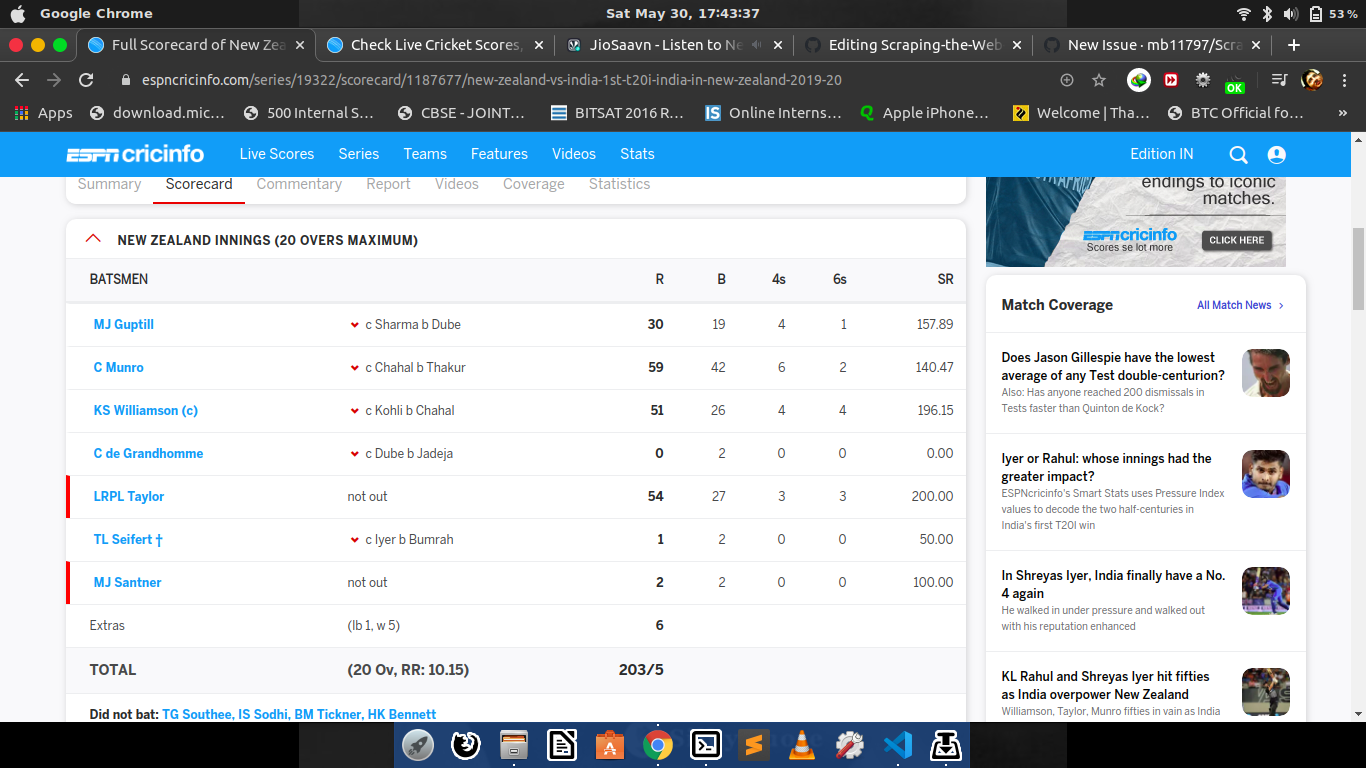 Google Chrome
Sat May 30, 17:43:37
53 %
Full Scorecard of New Zea
Check Live Cricket Scores,
JioSaavn - Listen to Ne
Editing Scraping-the-Web
New Issue · mb11797/Scra
espncricinfo.com/series/19322/scorecard/1187677/new-zealand-vs-india-1st-t20i-india-in-new-zealand-2019-20
OK
Apps
download.mic...
500 Internal S...
CBSE - JOINT...
BITSAT 2016 R...
IS Online Interns...
Apple iPhone...
Welcome | Tha...
BTC Official fo...
»
ESPN cricinfo
Live Scores
Series
Teams
Features
Videos
Stats
Edition IN
Summary
Scorecard
Commentary
Report
Videos
Coverage
Statistics
endings to iconic
matches.
ESPN cricinfo
Scores se lot more
CLICK HERE
NEW ZEALAND INNINGS (20 OVERS MAXIMUM)
BATSMEN R B 4s 6s SR
MJ Guptill c Sharma b Dube 30 19 4 1 157.89
C Munro c Chahal b Thakur 59 42 6 2 140.47
KS Williamson (c) c Kohli b Chahal 51 26 4 4 196.15
C de Grandhomme c Dube b Jadeja 0 2 0 0 0.00
LRPL Taylor not out 54 27 3 3 200.00
TL Seifert † c Iyer b Bumrah 1 2 0 0 50.00
MJ Santner not out 2 2 0 0 100.00
Extras (lb 1, w 5) 6
TOTAL (20 Ov, RR: 10.15) 203/5
Did not bat: TG Southee, IS Sodhi, BM Tickner, HK Bennett
Match Coverage
All Match News
Does Jason Gillespie have the lowest
average of any Test double-centurion?
Also: Has anyone reached 200 dismissals in
Tests faster than Quinton de Kock?
Iyer or Rahul: whose innings had the
greater impact?
ESPNcricinfo's Smart Stats uses Pressure Index
values to decode the two half-centuries in
India's first T20I win
In Shreyas Iyer, India finally have a No.
4 again
He walked in under pressure and walked out
with his reputation enhanced
KL Rahul and Shreyas Iyer hit fifties
as India overpower New Zealand
Williamson, Taylor, Munro fifties in vain as India